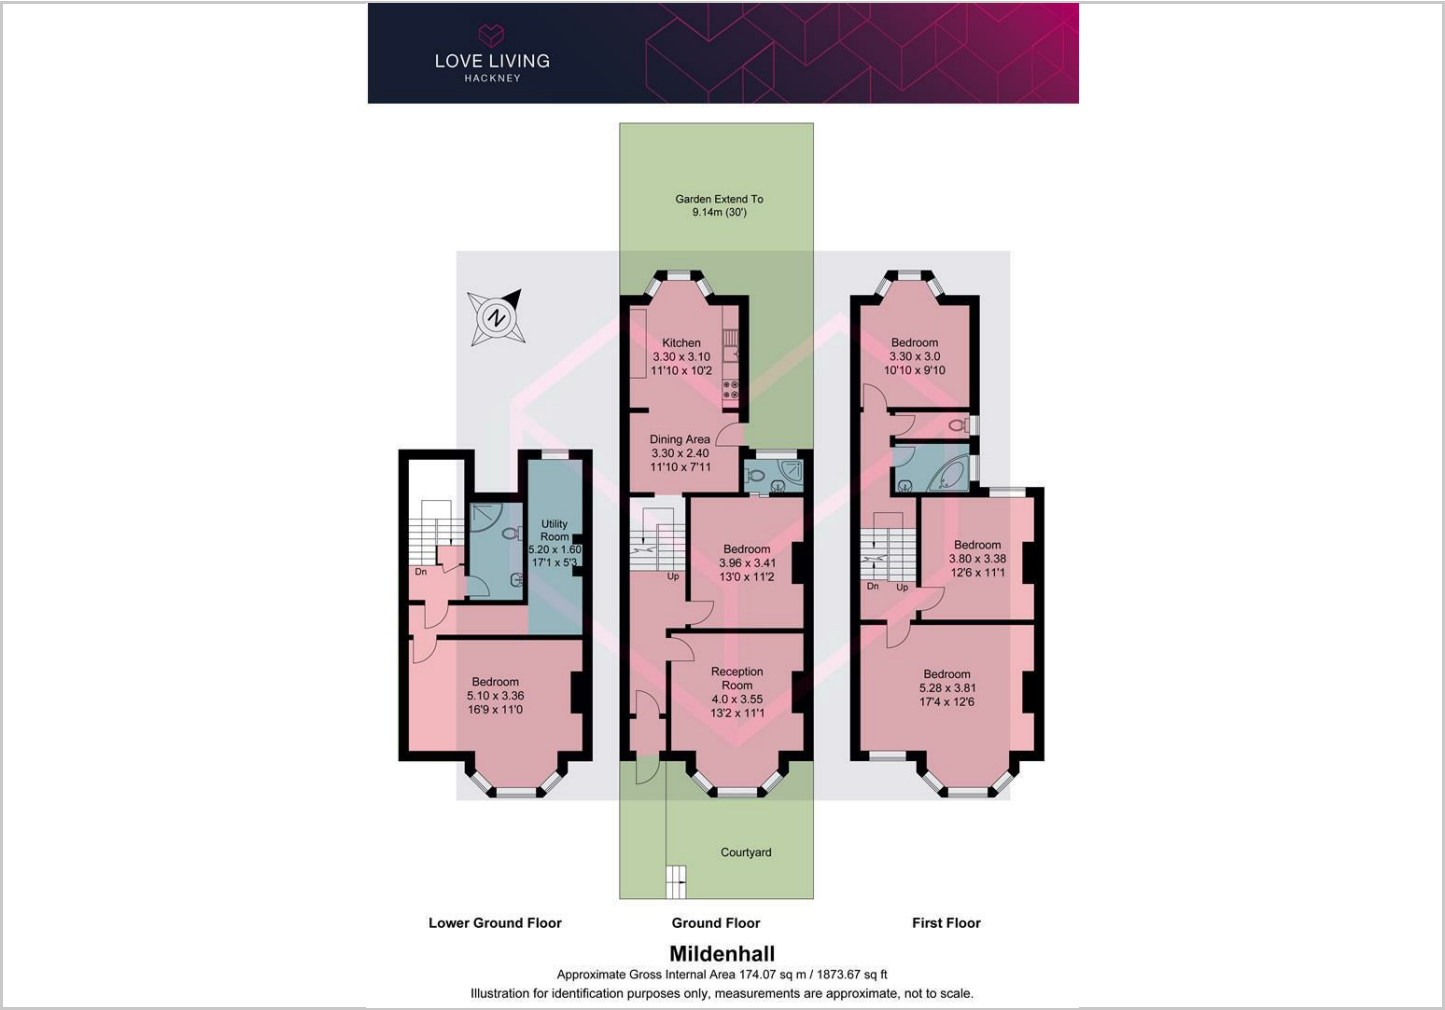 LOVE LIVING
HACKNEY
Garden Extend To
9.14m (30')
N
Kitchen
3.30 x 3.10
11'10 x 10'2
Bedroom
3.30 x 3.0
10'10 x 9'10
Dining Area
3.30 x 2.40
11'10 x 7'11
Utility
Room
5.20 x 1.60
17'1 x 5'3
Dn
Bedroom
3.96 x 3.41
13'0 x 11'2
Up
Bedroom
3.80 x 3.38
12'6 x 11'1
Dn
Up
Bedroom
5.10 x 3.36
16'9 x 11'0
Reception
Room
4.0 x 3.55
13'2 x 11'1
Bedroom
5.28 x 3.81
17'4 x 12'6
Courtyard
Lower Ground Floor
Ground Floor
First Floor
Mildenhall
Approximate Gross Internal Area 174.07 sq m / 1873.67 sq ft
Illustration for identification purposes only, measurements are approximate, not to scale.